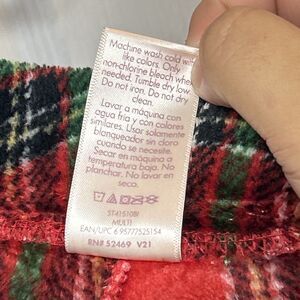 Machine wash cold with
like colors. Only
non-chlorine bleach when
needed. Tumble dry low.
Do not iron. Do not dry
clean.
Lavar a máquina con
agua fría y con colores
similares. Usar solamente
blanqueador sin cloro
cuando se necesite.
Secar en máquina a
temperatura baja. No
planchar. No lavar en
seco.
MULTI
EAN/UPC 6 95777525154
RN# 52469 V21